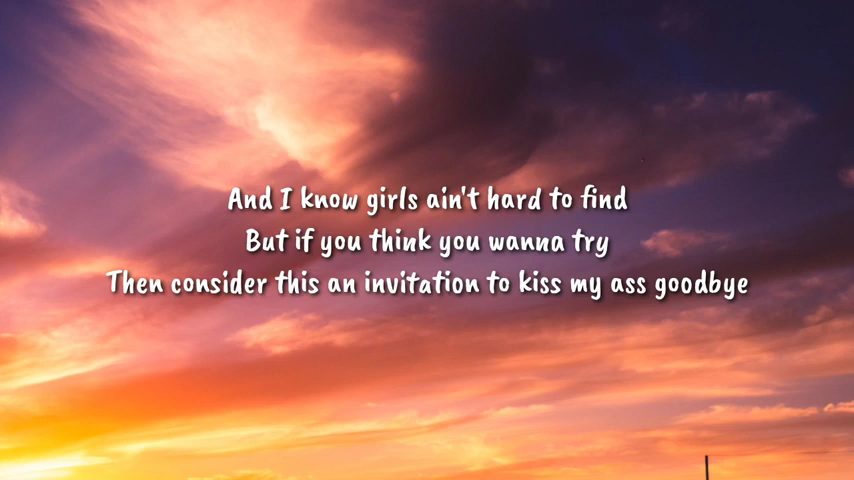 And I know girls ain't hard to find
But if you think you wanna try
Then consider this an invitation to kiss my ass goodbye